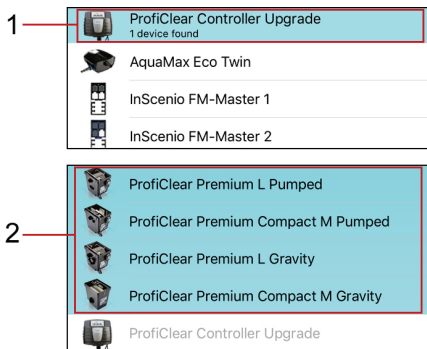 1
ProfiClear Controller Upgrade
1 device found
AquaMax Eco Twin
InScenio FM-Master 1
InScenio FM-Master 2
2
ProfiClear Premium L Pumped
ProfiClear Premium Compact M Pumped
ProfiClear Premium L Gravity
ProfiClear Premium Compact M Gravity
ProfiClear Controller Upgrade